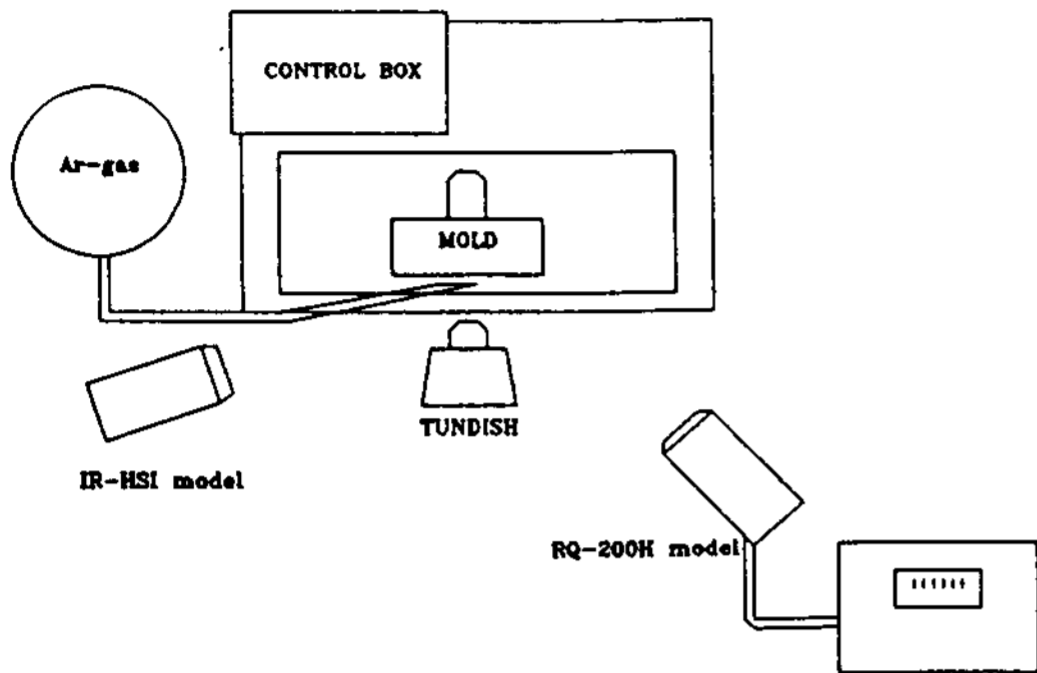 CONTROL BOX
Ar-gas
MOLD
TUNDISH
IR-HSI model
RQ-200H model